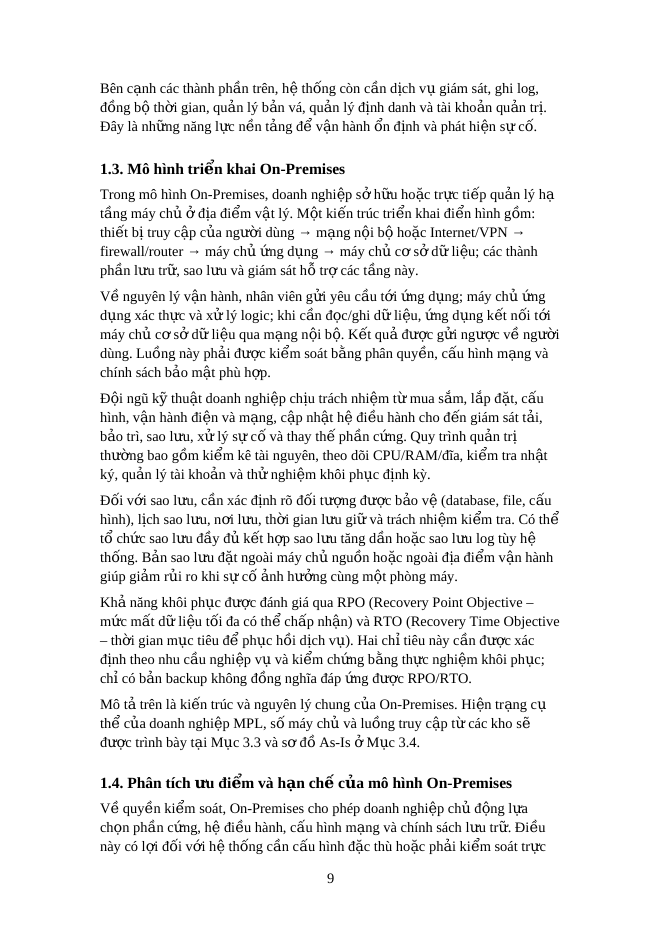 Bên cạnh các thành phần trên, hệ thống còn cần dịch vụ giám sát, ghi log,
đồng bộ thời gian, quản lý bản vá, quản lý định danh và tài khoản quản trị.
Đây là những năng lực nền tảng để vận hành ổn định và phát hiện sự cố.
1.3. Mô hình triển khai On-Premises
Trong mô hình On-Premises, doanh nghiệp sở hữu hoặc trực tiếp quản lý hạ
tầng máy chủ ở địa điểm vật lý. Một kiến trúc triển khai điển hình gồm:
thiết bị truy cập của người dùng → mạng nội bộ hoặc Internet/VPN →
firewall/router → máy chủ ứng dụng → máy chủ cơ sở dữ liệu; các thành
phần lưu trữ, sao lưu và giám sát hỗ trợ các tầng này.
Về nguyên lý vận hành, nhân viên gửi yêu cầu tới ứng dụng; máy chủ ứng
dụng xác thực và xử lý logic; khi cần đọc/ghi dữ liệu, ứng dụng kết nối tới
máy chủ cơ sở dữ liệu qua mạng nội bộ. Kết quả được gửi ngược về người
dùng. Luồng này phải được kiểm soát bằng phân quyền, cấu hình mạng và
chính sách bảo mật phù hợp.
Đội ngũ kỹ thuật doanh nghiệp chịu trách nhiệm từ mua sắm, lắp đặt, cấu
hình, vận hành điện và mạng, cập nhật hệ điều hành cho đến giám sát tải,
bảo trì, sao lưu, xử lý sự cố và thay thế phần cứng. Quy trình quản trị
thường bao gồm kiểm kê tài nguyên, theo dõi CPU/RAM/đĩa, kiểm tra nhật
ký, quản lý tài khoản và thử nghiệm khôi phục định kỳ.
Đối với sao lưu, cần xác định rõ đối tượng được bảo vệ (database, file, cấu
hình), lịch sao lưu, nơi lưu, thời gian lưu giữ và trách nhiệm kiểm tra. Có thể
tổ chức sao lưu đầy đủ kết hợp sao lưu tăng dần hoặc sao lưu log tùy hệ
thống. Bản sao lưu đặt ngoài máy chủ nguồn hoặc ngoài địa điểm vận hành
giúp giảm rủi ro khi sự cố ảnh hưởng cùng một phòng máy.
Khả năng khôi phục được đánh giá qua RPO (Recovery Point Objective –
mức mất dữ liệu tối đa có thể chấp nhận) và RTO (Recovery Time Objective
– thời gian mục tiêu để phục hồi dịch vụ). Hai chỉ tiêu này cần được xác
định theo nhu cầu nghiệp vụ và kiểm chứng bằng thực nghiệm khôi phục;
chỉ có bản backup không đồng nghĩa đáp ứng được RPO/RTO.
Mô tả trên là kiến trúc và nguyên lý chung của On-Premises. Hiện trạng cụ
thể của doanh nghiệp MPL, số máy chủ và luồng truy cập từ các kho sẽ
được trình bày tại Mục 3.3 và sơ đồ As-Is ở Mục 3.4.
1.4. Phân tích ưu điểm và hạn chế của mô hình On-Premises
Về quyền kiểm soát, On-Premises cho phép doanh nghiệp chủ động lựa
chọn phần cứng, hệ điều hành, cấu hình mạng và chính sách lưu trữ. Điều
này có lợi đối với hệ thống cần cấu hình đặc thù hoặc phải kiểm soát trực
9